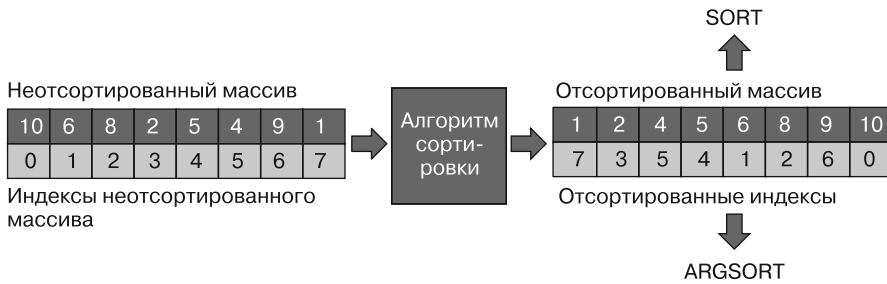 SORT
Неотсортированный массив
10 6 8 2 5 4 9 1
0 1 2 3 4 5 6 7
Индексы неотсортированного
массива
Алгоритм
сорти-
ровки
Отсортированный массив
1 2 4 5 6 8 9 10
7 3 5 4 1 2 6 0
Отсортированные индексы
ARGSORT